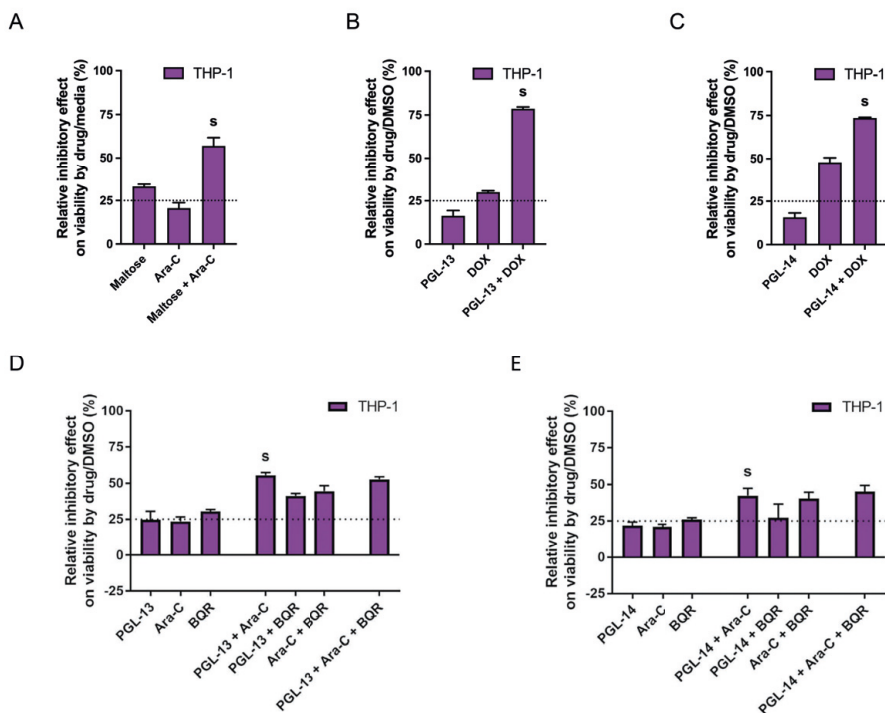 A
Relative inhibitory effect
on viability by drug/media (%)
THP-1
100
75
50
25
0
s
Maltose
Ara-C
Maltose + Ara-C
B
Relative inhibitory effect
on viability by drug/DMSO (%)
THP-1
100
75
50
25
0
s
PGL-13
DOX
PGL-13 + DOX
C
Relative inhibitory effect
on viability by drug/DMSO (%)
THP-1
100
75
50
25
0
s
PGL-14
DOX
PGL-14 + DOX
D
Relative inhibitory effect
on viability by drug/DMSO (%)
THP-1
100
75
50
25
0
-25
s
PGL-13
Ara-C
BQR
PGL-13 + Ara-C
PGL-13 + BQR
Ara-C + BQR
PGL-13 + Ara-C + BQR
E
Relative inhibitory effect
on viability by drug/DMSO (%)
THP-1
100
75
50
25
0
-25
s
PGL-14
Ara-C
BQR
PGL-14 + Ara-C
PGL-14 + BQR
Ara-C + BQR
PGL-14 + Ara-C + BQR